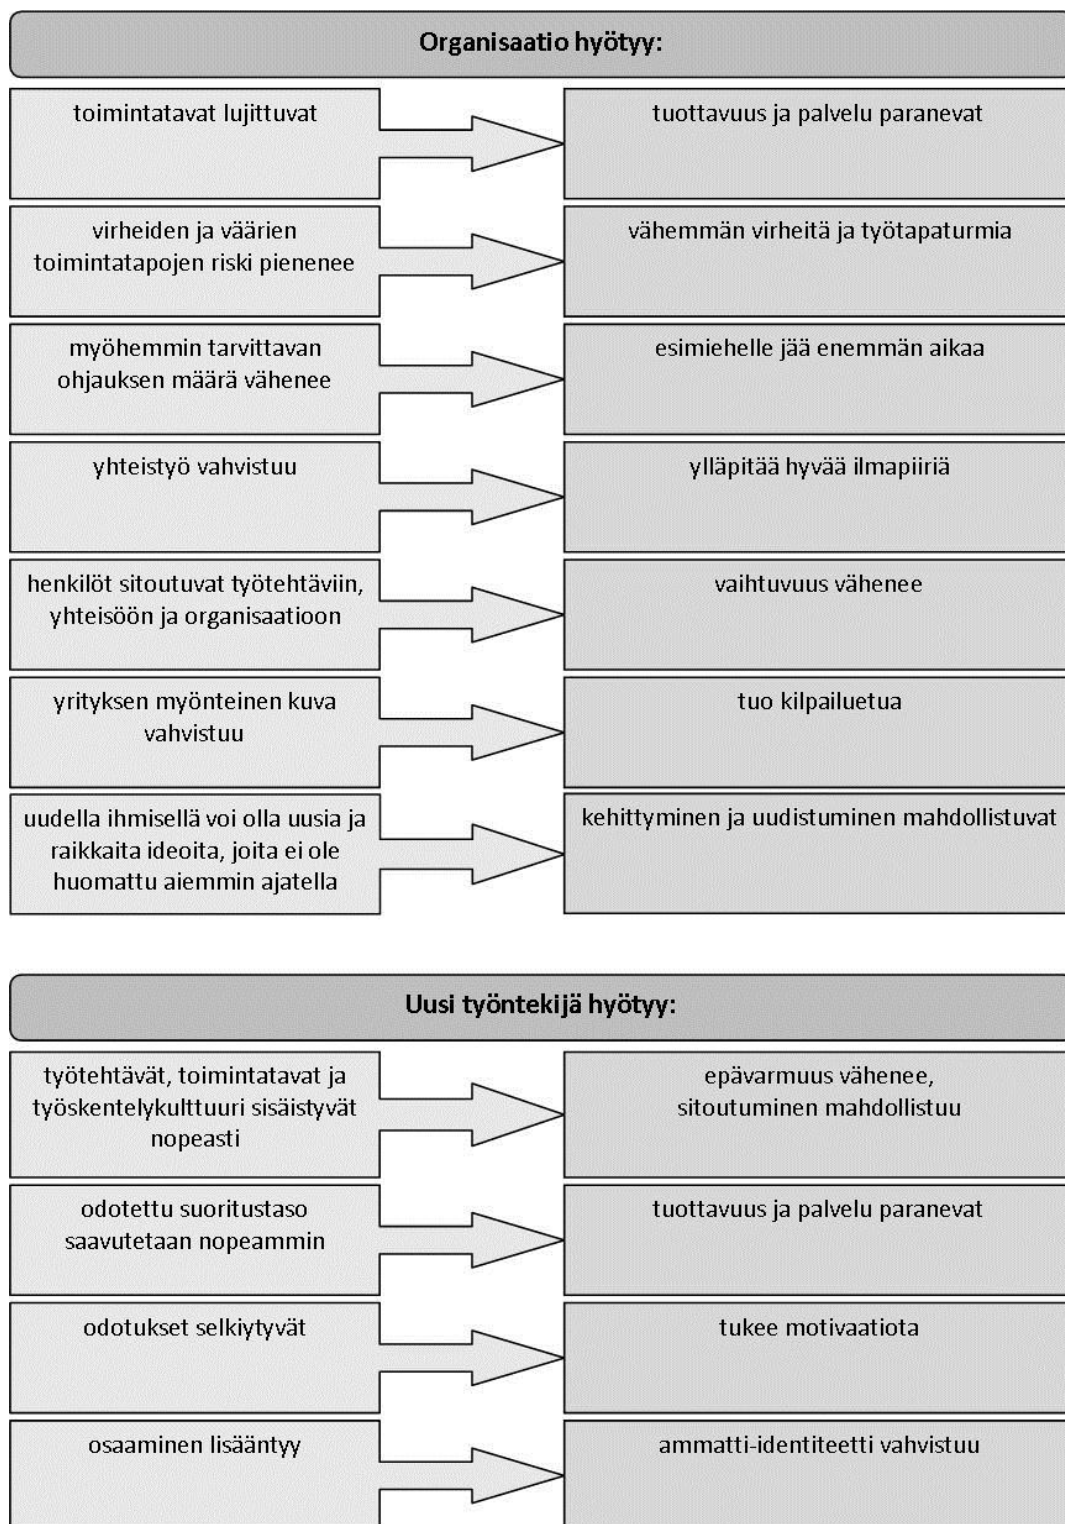 Organisaatio hyötyy:
toimintatavat lujittuvat
tuottavuus ja palvelu paranevat
virheiden ja väärien
toimintatapojen riski pienenee
vähemmän virheitä ja työtapaturmia
myöhemmin tarvittavan
ohjauksen määrä vähenee
esimiehelle jää enemmän aikaa
yhteistyö vahvistuu
ylläpitää hyvää ilmapiiriä
henkilöt sitoutuvat työtehtäviin,
yhteisöön ja organisaatioon
vaihtuvuus vähenee
yrityksen myönteinen kuva
vahvistuu
tuo kilpailuetua
uudella ihmisellä voi olla uusia ja
raikkaita ideoita, joita ei ole
huomattu aiemmin ajatella
kehittyminen ja uudistuminen mahdollistuvat
Uusi työntekijä hyötyy:
työtehtävät, toimintatavat ja
työskentelykulttuuri sisäistyvät
nopeasti
epävarmuus vähenee,
sitoutuminen mahdollistuu
odotettu suoritustaso
saavutetaan nopeammin
tuottavuus ja palvelu paranevat
odotukset selkiytyvät
tukee motivaatiota
osaaminen lisääntyy
ammatti-identiteetti vahvistuu